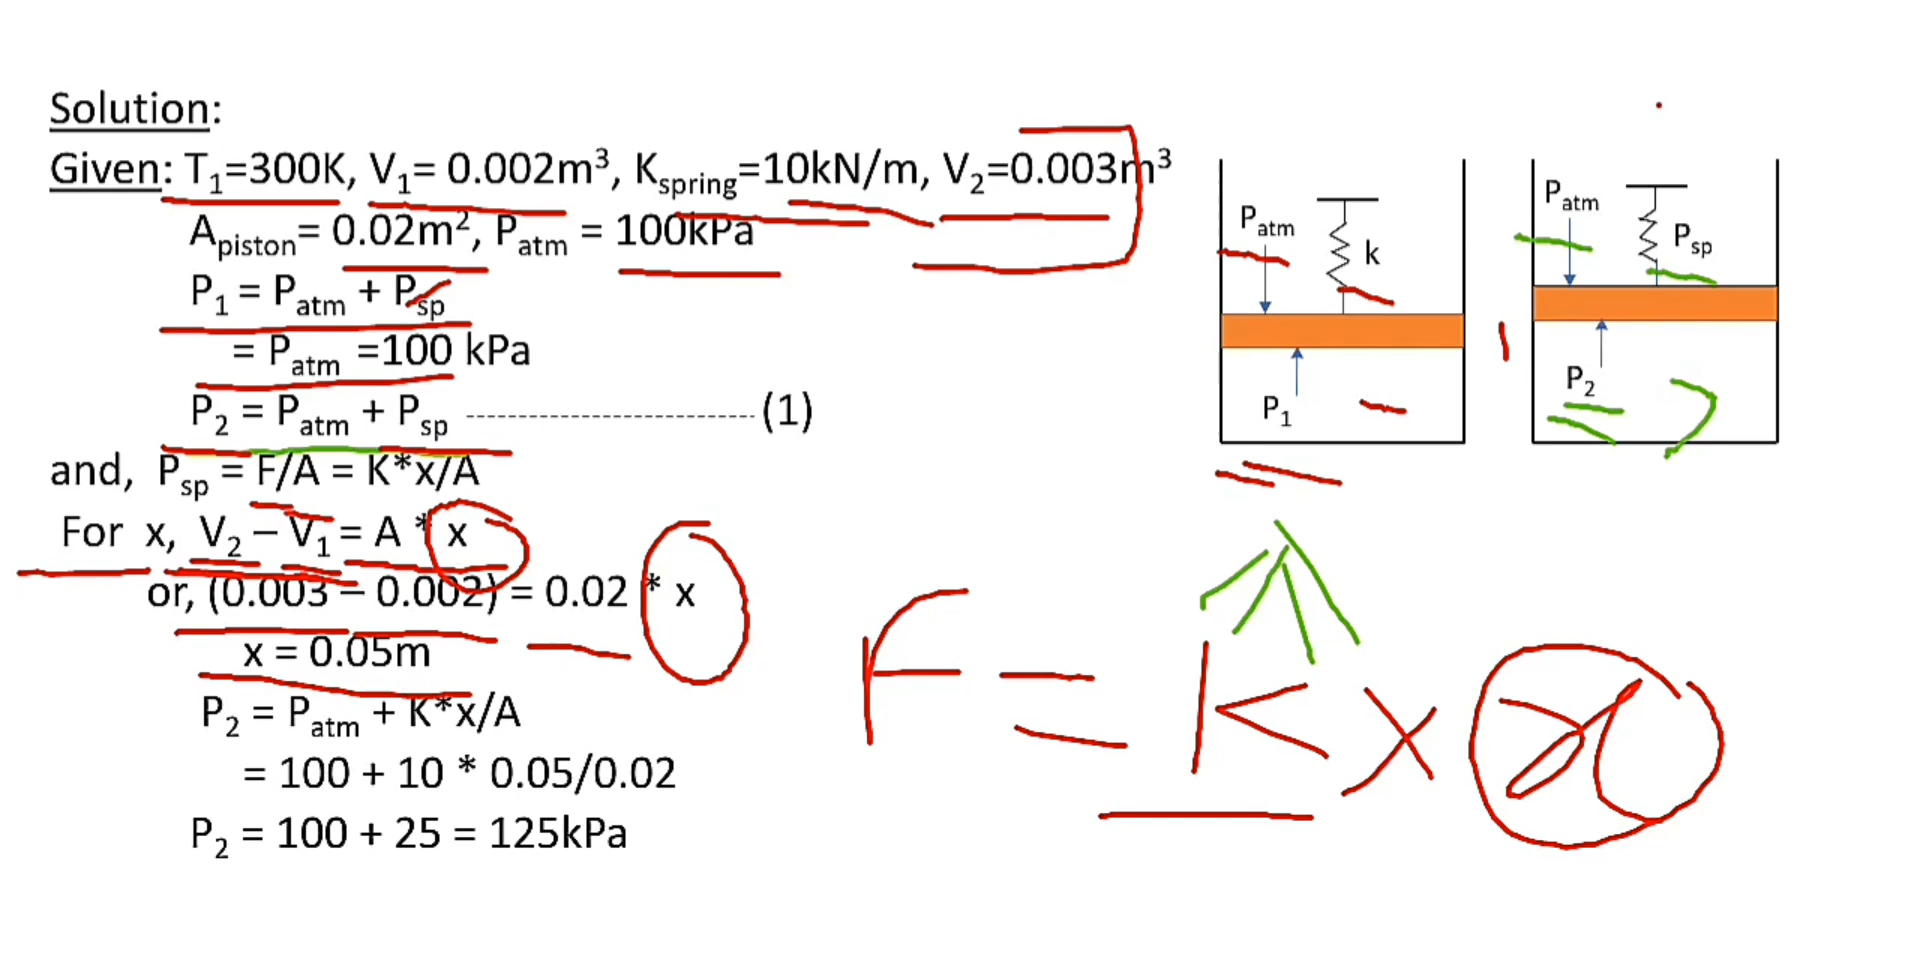 Solution:
Given: T₁=300K, V₁= 0.002m³, Kspring=10kN/m, V₂=0.003m³
Apiston= 0.02m², Patm = 100kPa
P₁ = Patm + Psp
= Patm =100 kPa
P₂ = Patm + Psp ------------------------------ (1)
and, Psp = F/A = K*x/A
For x, V₂ – V₁ = A * x
or, (0.003 – 0.002) = 0.02 * x
x = 0.05m
P₂ = Patm + K*x/A
= 100 + 10 * 0.05/0.02
P₂ = 100 + 25 = 125kPa
Patm
k
P₁
Patm
Psp
P₂
F = K x